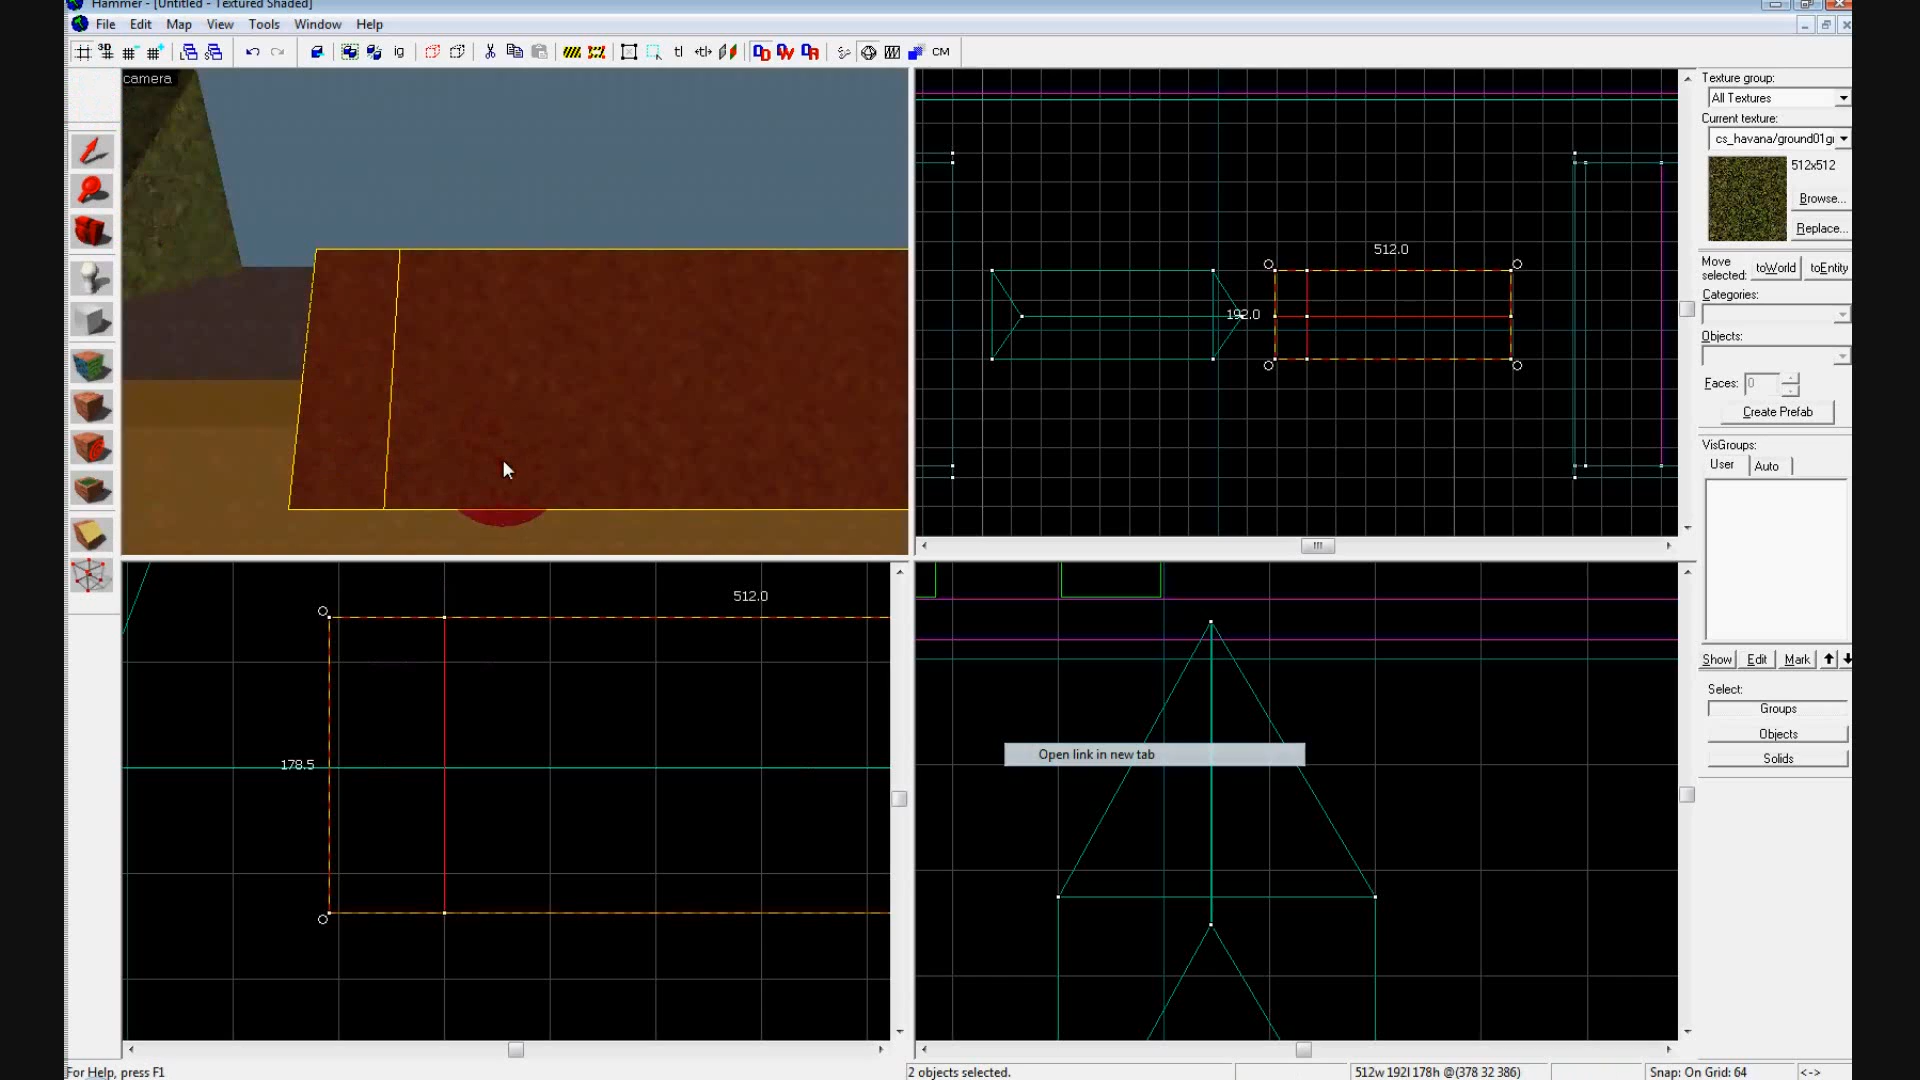 Hammer - [Untitled - Textured Shaded]
File Edit Map View Tools Window Help
ig tl CM
camera
512.0
192.0
512.0
178.5
Open link in new tab
Texture group:
All Textures
Current texture:
cs_havana/ground01g
512x512
Browse...
Replace...
Move selected: toWorld toEntity
Categories:
Objects:
Faces: 0
Create Prefab
VisGroups:
User Auto
Show Edit Mark
Select:
Groups
Objects
Solids
For Help, press F1
2 objects selected.
512w 192l 178h @(378 32 386)
Snap: On Grid: 64
<->